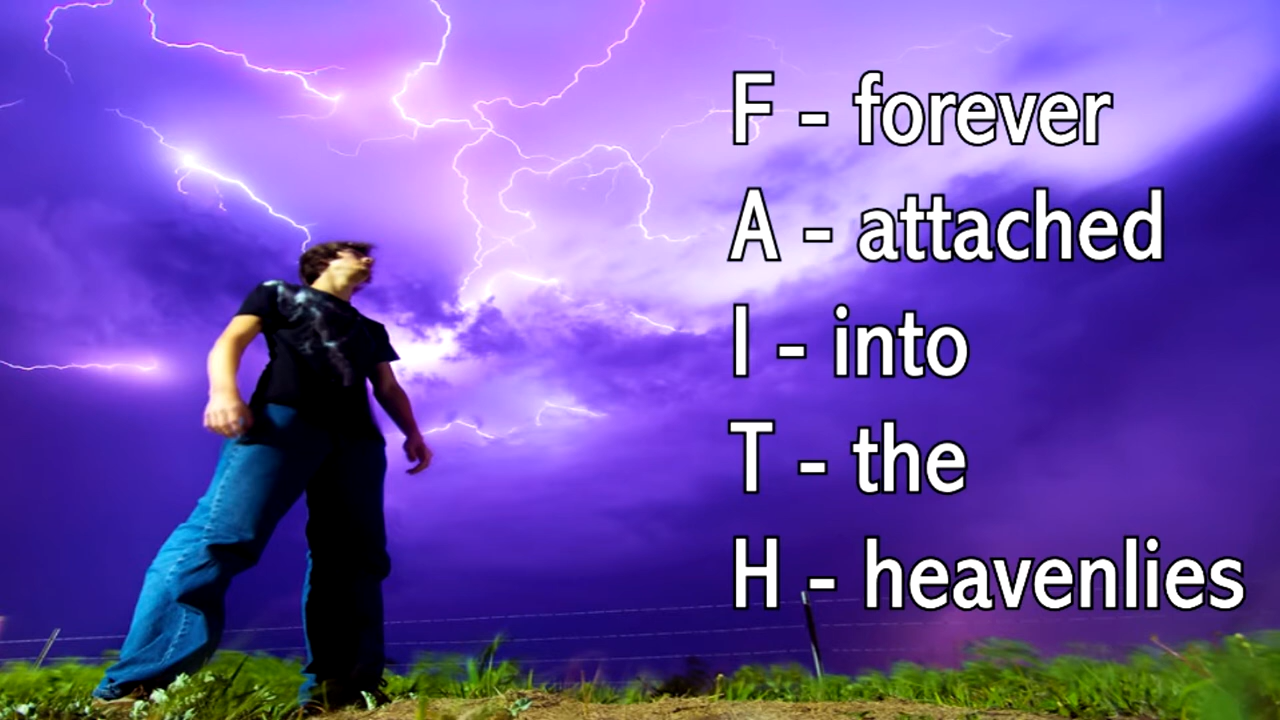 F - forever
A - attached
I - into
T - the
H - heavenlies